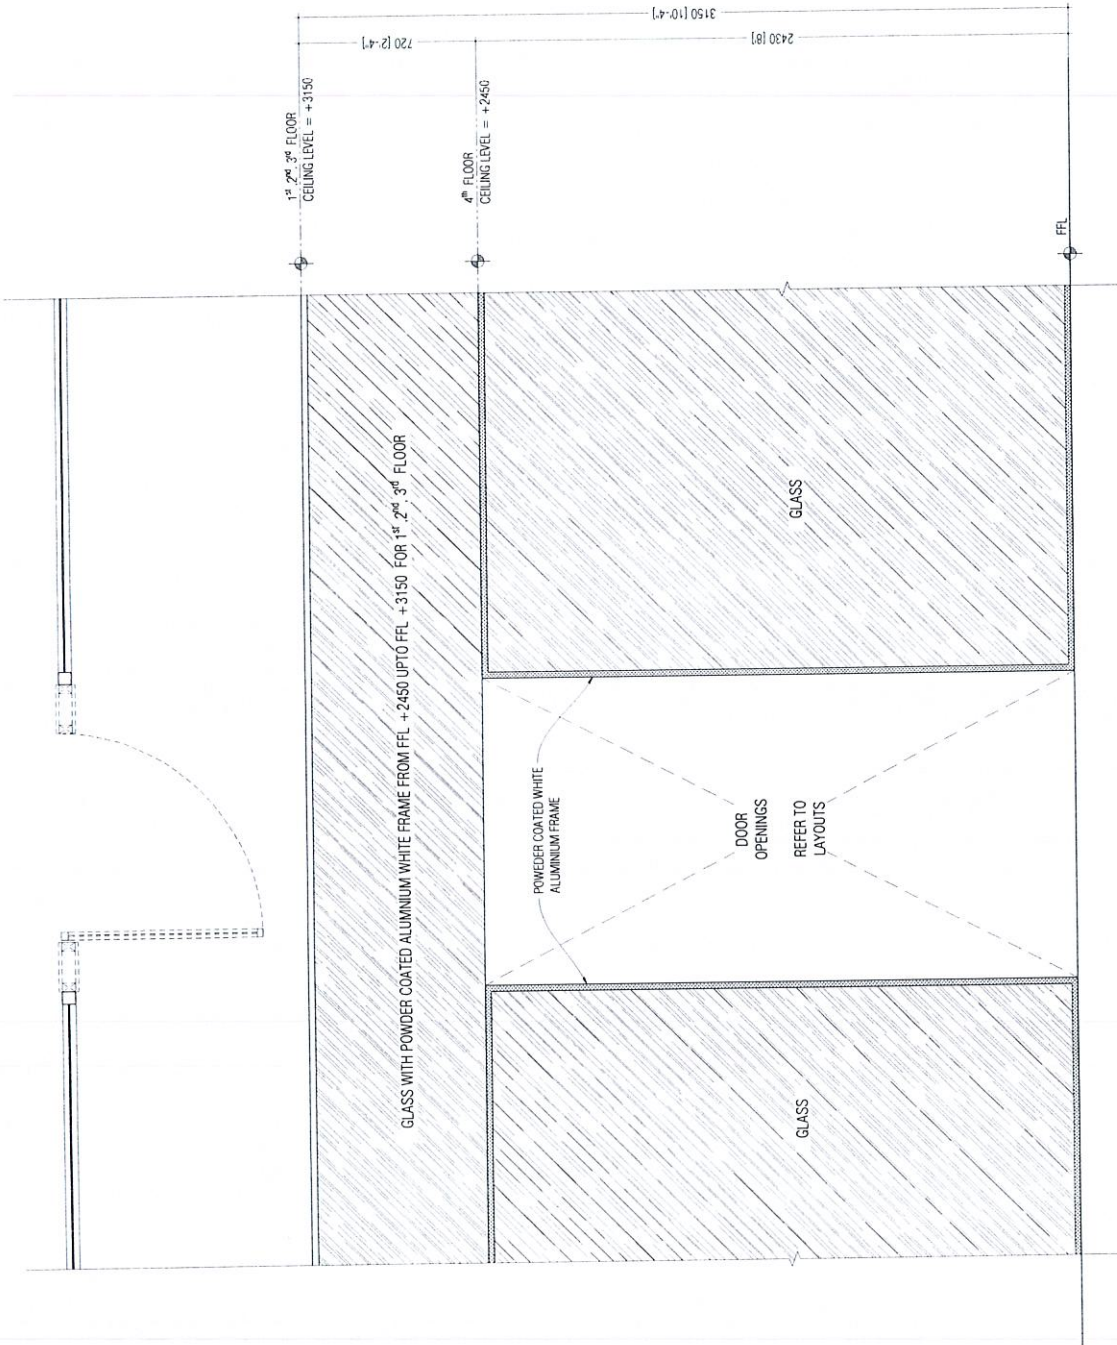 3150 [10'-4"]
720 [2'-4"]
2430 [8']
1st ,2nd, 3rd FLOOR
CEILING LEVEL = +3150
4th FLOOR
CEILING LEVEL = +2450
FFL
GLASS WITH POWDER COATED ALUMNIUM WHITE FRAME FROM FFL +2450 UPTO FFL +3150 FOR 1st ,2nd, 3rd FLOOR
GLASS
POWEDER COATED WHITE
ALUMINIUM FRAME
DOOR
OPENINGS
REFER TO
LAYOUTS
GLASS